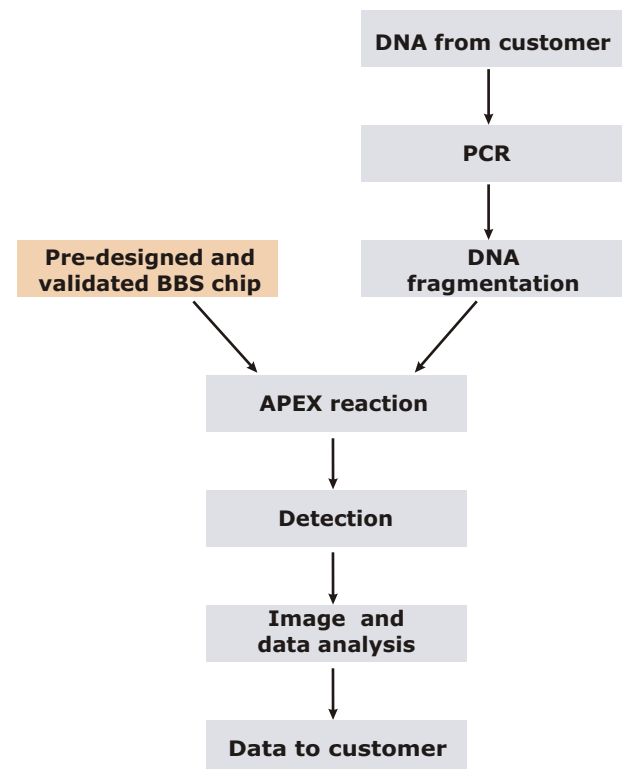 DNA from customer
PCR
Pre-designed and
validated BBS chip
DNA
fragmentation
APEX reaction
Detection
Image and
data analysis
Data to customer